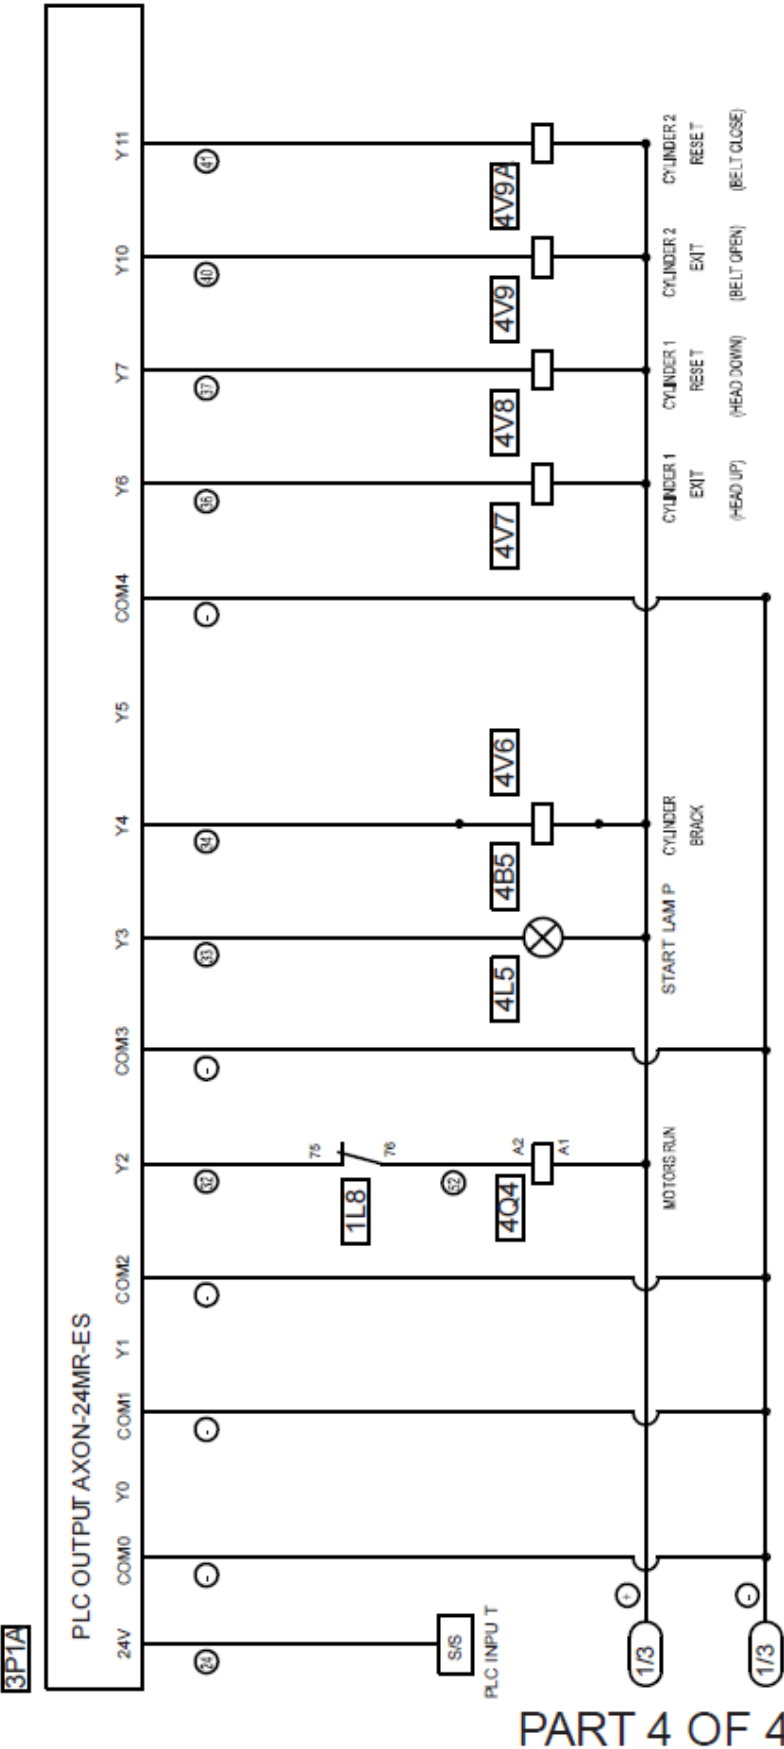 3P1A
PLC OUTPUT AXON-24MR-ES
24V
COM0
Y0
COM1
Y1
COM2
Y2
COM3
Y3
Y4
Y5
COM4
Y6
Y7
Y10
Y11
24
-
-
-
32
-
33
34
-
36
37
40
41
75
76
1L8
52
A2
A1
4Q4
4L5
4B5
4V6
4V7
4V8
4V9
4V9A
S/S
PLC INPU T
MOTORS RUN
START LAM P
CYLINDER
BRACK
CYLINDER 1
EXIT
(HEAD UP)
CYLINDER 1
RESE T
(HEAD DOWN)
CYLINDER 2
EXIT
(BELT OPEN)
CYLINDER 2
RESE T
(BELT CLOSE)
+
-
1/3
1/3
PART 4 OF 4